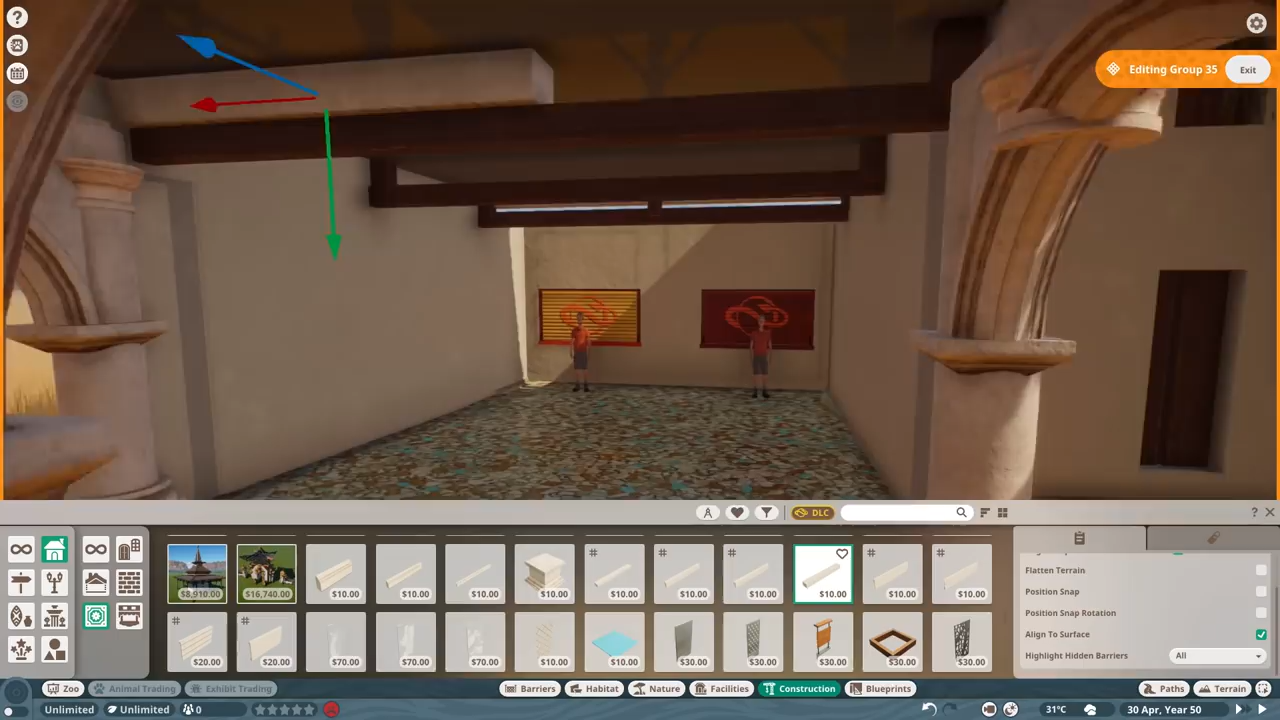 ?
Editing Group 35
Exit
DLC
?
$8,910.00
$16,740.00
$10.00
$10.00
$10.00
$10.00
# $10.00
# $10.00
# $10.00
$10.00
# $10.00
# $10.00
# $20.00
# $20.00
$70.00
$70.00
$70.00
$10.00
$10.00
$30.00
$30.00
$30.00
$30.00
$30.00
Flatten Terrain
Position Snap
Position Snap Rotation
Align To Surface
Highlight Hidden Barriers All
Zoo
Animal Trading
Exhibit Trading
Barriers
Habitat
Nature
Facilities
Construction
Blueprints
Paths
Terrain
Unlimited
Unlimited
0
31°C
30 Apr, Year 50